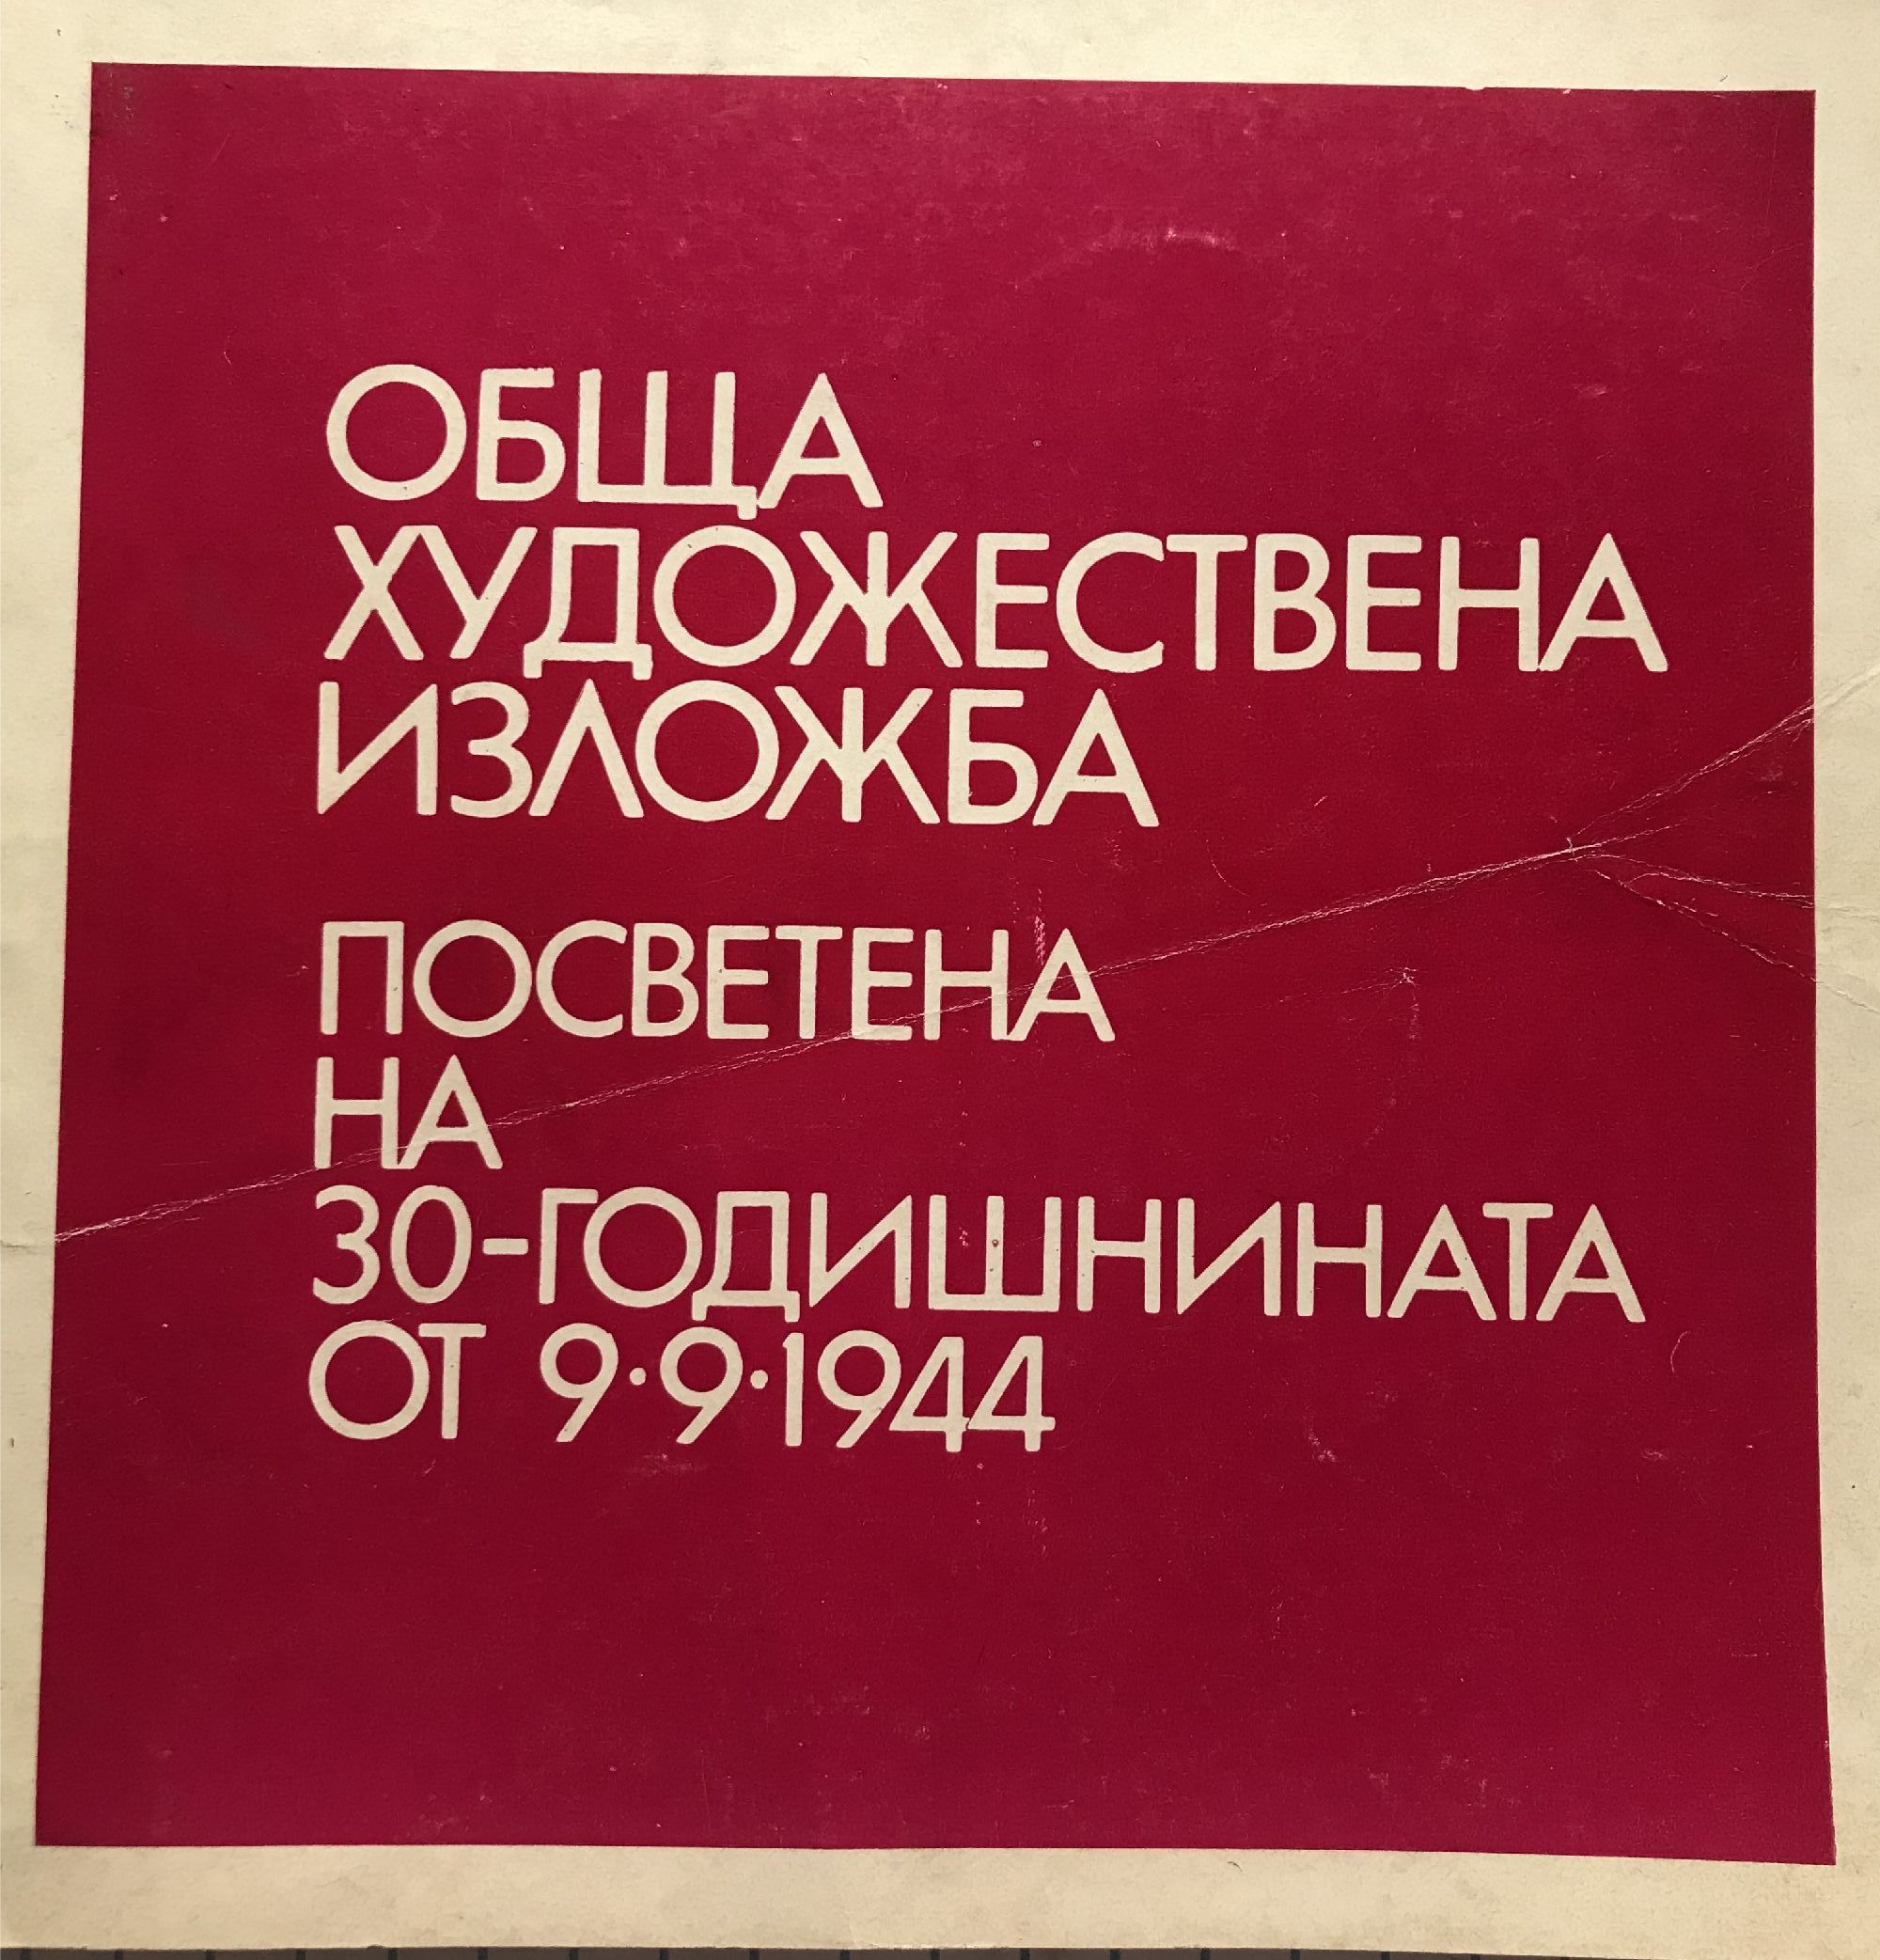 ОБЩА
ХУДОЖЕСТВЕНА
ИЗЛОЖБА
ПОСВЕТЕНА
НА
30-ГОДИШНИНАТА
ОТ 9·9·1944